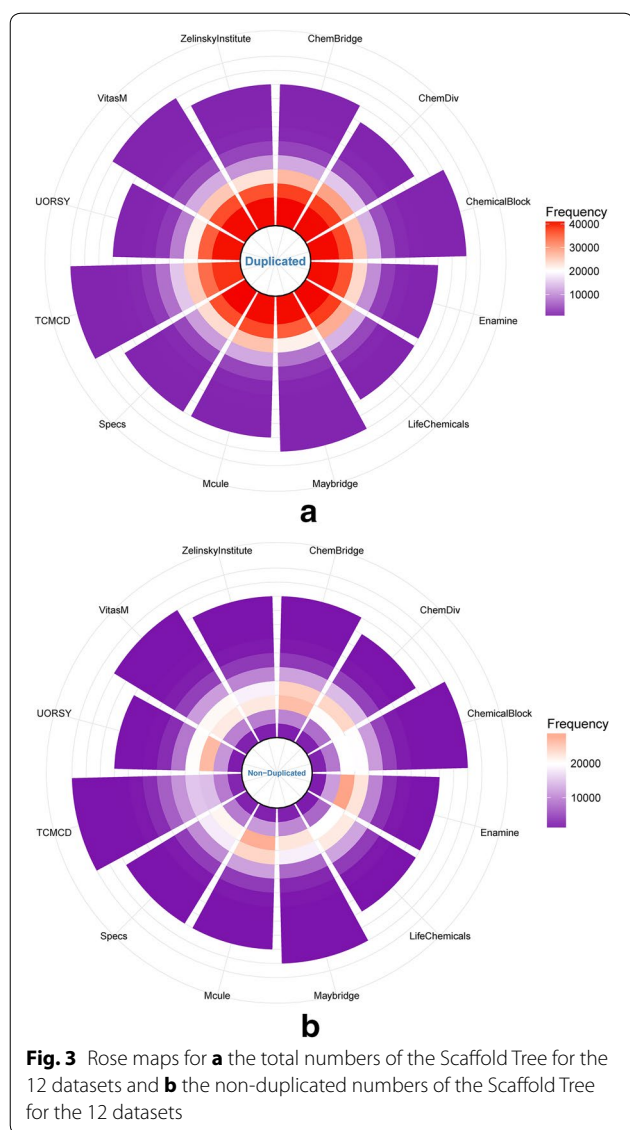 ZelinskyInstitute
ChemBridge
VitasM
ChemDiv
UORSY
ChemicalBlock
Frequency
40000
30000
20000
10000
Duplicated
TCMCD
Enamine
Specs
LifeChemicals
Mcule
Maybridge
a
ZelinskyInstitute
ChemBridge
VitasM
ChemDiv
UORSY
ChemicalBlock
Frequency
20000
10000
Non-Duplicated
TCMCD
Enamine
Specs
LifeChemicals
Mcule
Maybridge
b
Fig. 3 Rose maps for a the total numbers of the Scaffold Tree for the
12 datasets and b the non-duplicated numbers of the Scaffold Tree
for the 12 datasets